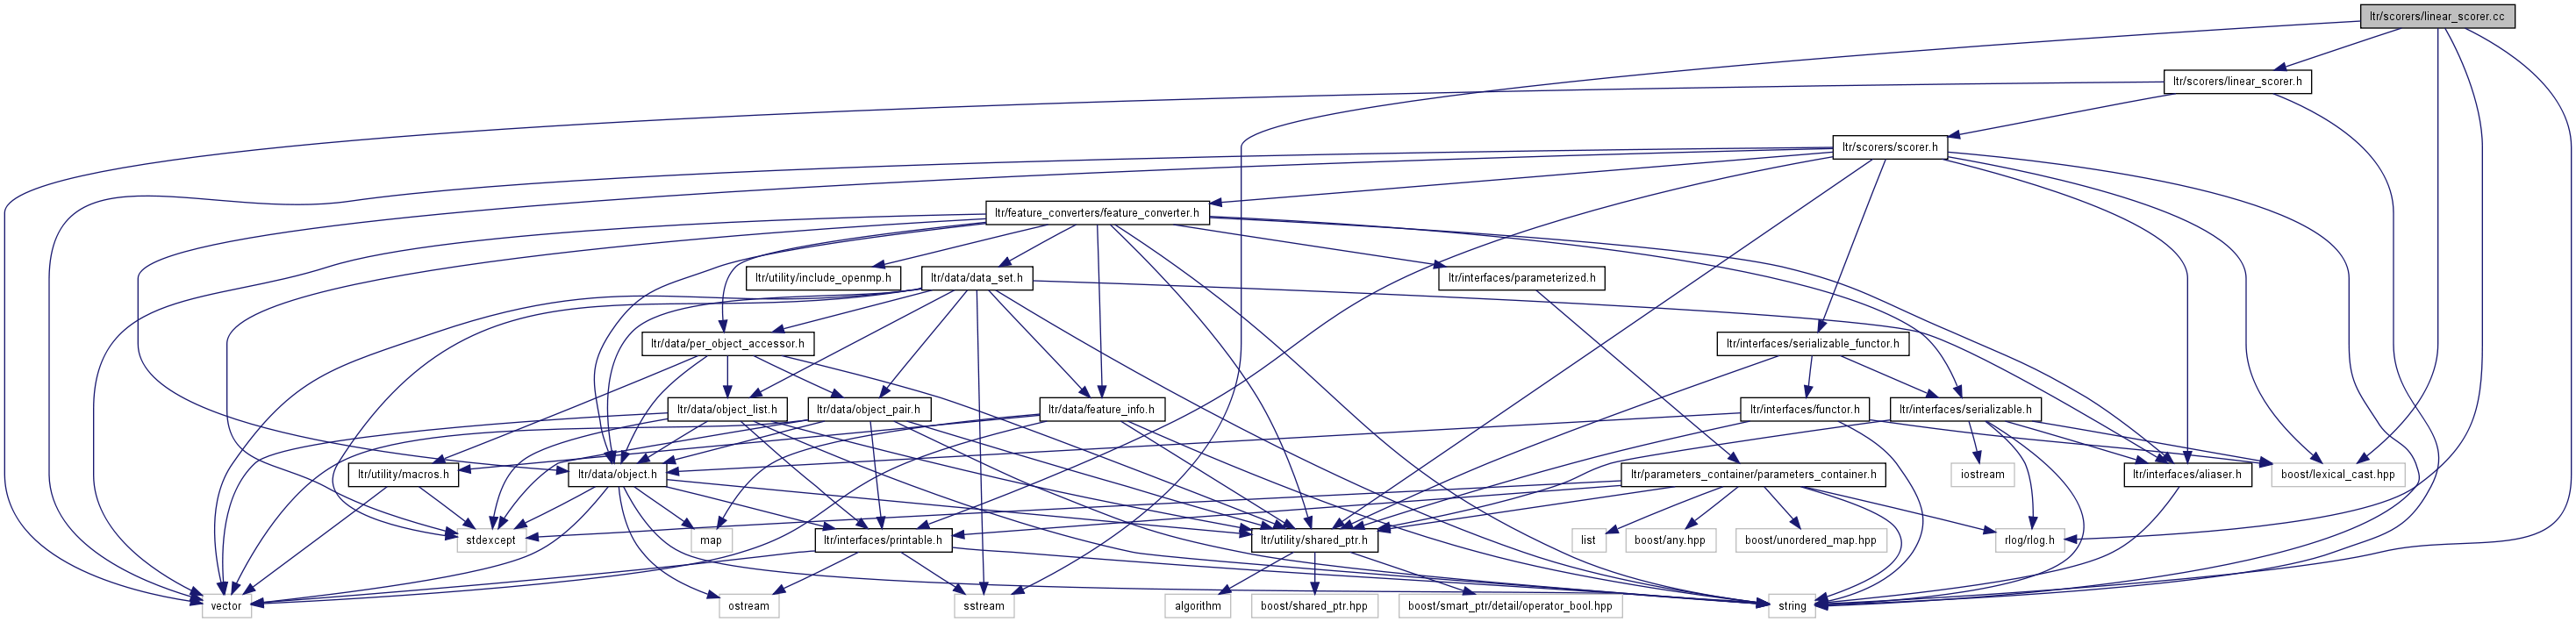 ltr/scorers/linear_scorer.cc
ltr/scorers/linear_scorer.h
ltr/scorers/scorer.h
ltr/feature_converters/feature_converter.h
ltr/utility/include_openmp.h
ltr/data/data_set.h
ltr/interfaces/parameterized.h
ltr/data/per_object_accessor.h
ltr/interfaces/serializable_functor.h
ltr/data/object_list.h
ltr/data/object_pair.h
ltr/data/feature_info.h
ltr/interfaces/functor.h
ltr/interfaces/serializable.h
ltr/utility/macros.h
ltr/data/object.h
ltr/parameters_container/parameters_container.h
iostream
ltr/interfaces/aliaser.h
boost/lexical_cast.hpp
stdexcept
map
ltr/interfaces/printable.h
ltr/utility/shared_ptr.h
list
boost/any.hpp
boost/unordered_map.hpp
rlog/rlog.h
vector
ostream
sstream
algorithm
boost/shared_ptr.hpp
boost/smart_ptr/detail/operator_bool.hpp
string